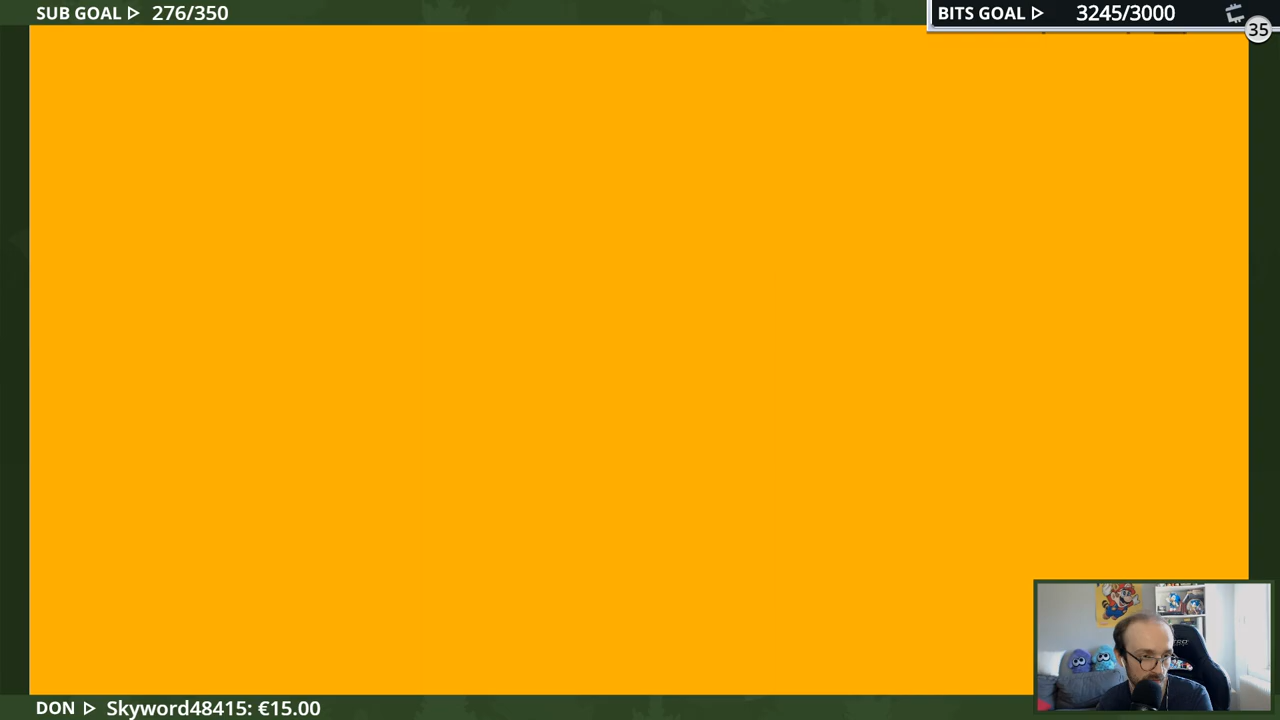 SUB GOAL ▷ 276/350
BITS GOAL ▷ 3245/3000
35
DON ▷ Skyword48415: €15.00